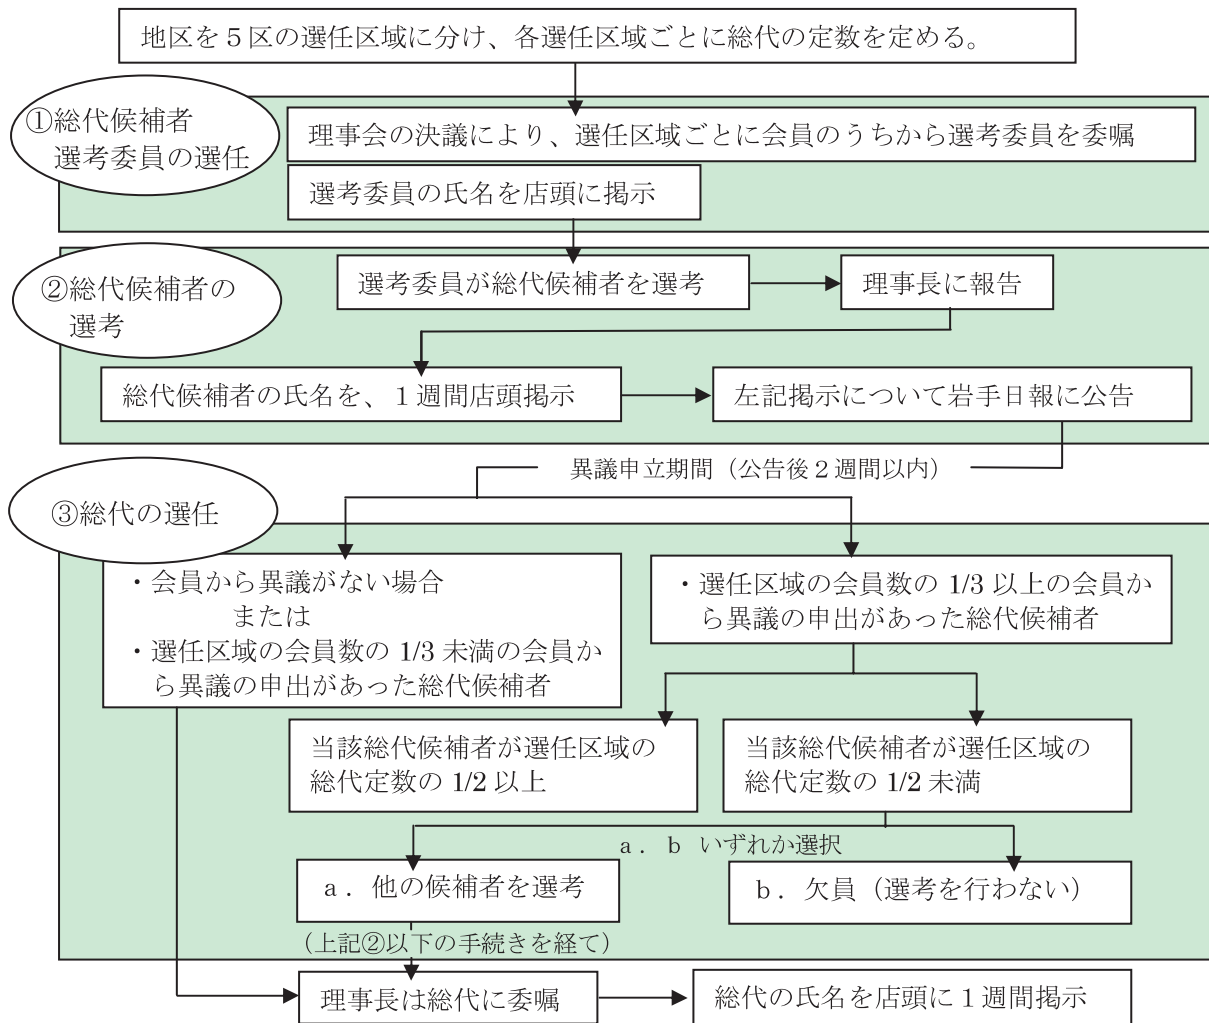 地区を５区の選任区域に分け、各選任区域ごとに総代の定数を定める。
①総代候補者
選考委員の選任
理事会の決議により、選任区域ごとに会員のうちから選考委員を委嘱
選考委員の氏名を店頭に掲示
②総代候補者の
選考
選考委員が総代候補者を選考
理事長に報告
総代候補者の氏名を、１週間店頭掲示
左記掲示について岩手日報に公告
異議申立期間（公告後２週間以内）
③総代の選任
・会員から異議がない場合
または
・選任区域の会員数の 1/3 未満の会員か
ら異議の申出があった総代候補者
・選任区域の会員数の 1/3 以上の会員か
ら異議の申出があった総代候補者
当該総代候補者が選任区域の
総代定数の 1/2 以上
当該総代候補者が選任区域の
総代定数の 1/2 未満
ａ．ｂ いずれか選択
ａ．他の候補者を選考
ｂ．欠員（選考を行わない）
（上記②以下の手続きを経て）
理事長は総代に委嘱
総代の氏名を店頭に１週間掲示